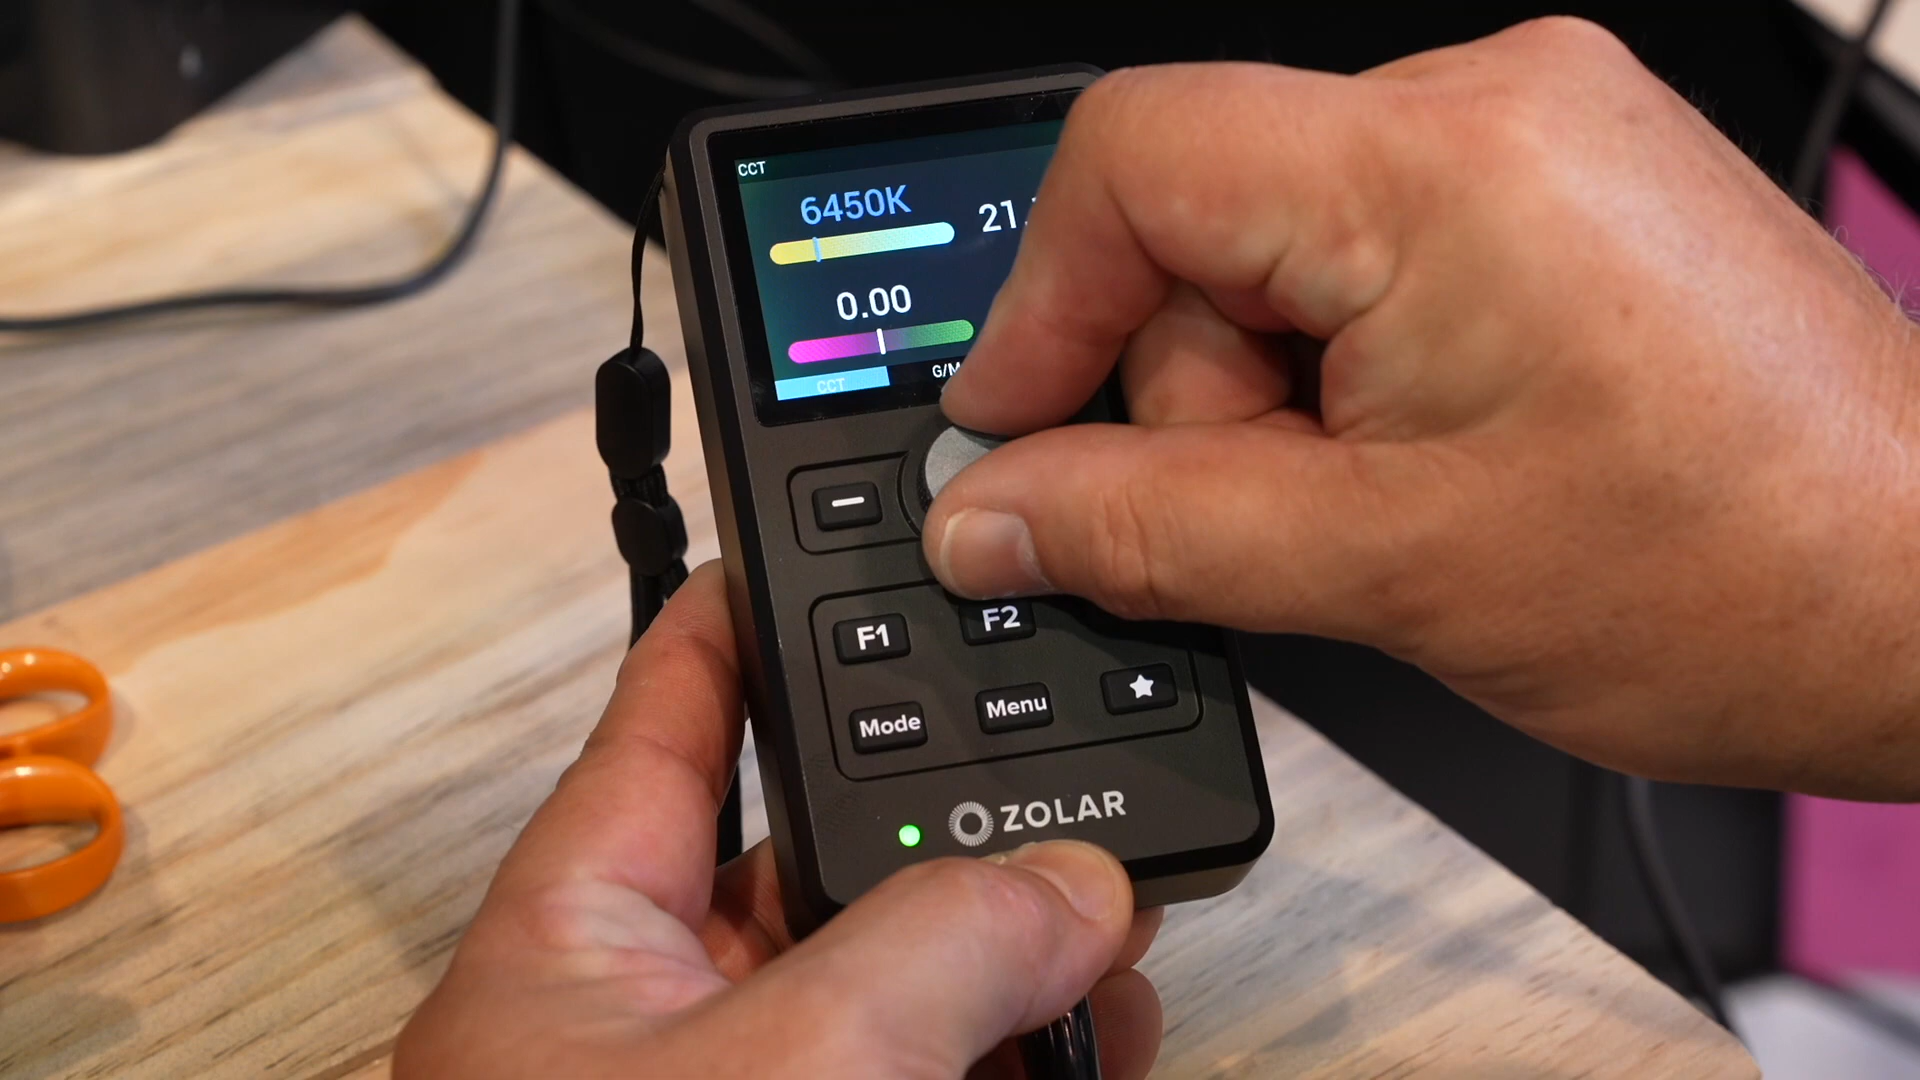 CCT
6450K
21.
0.00
CCT G/M
F1 F2
Mode Menu
ZOLAR